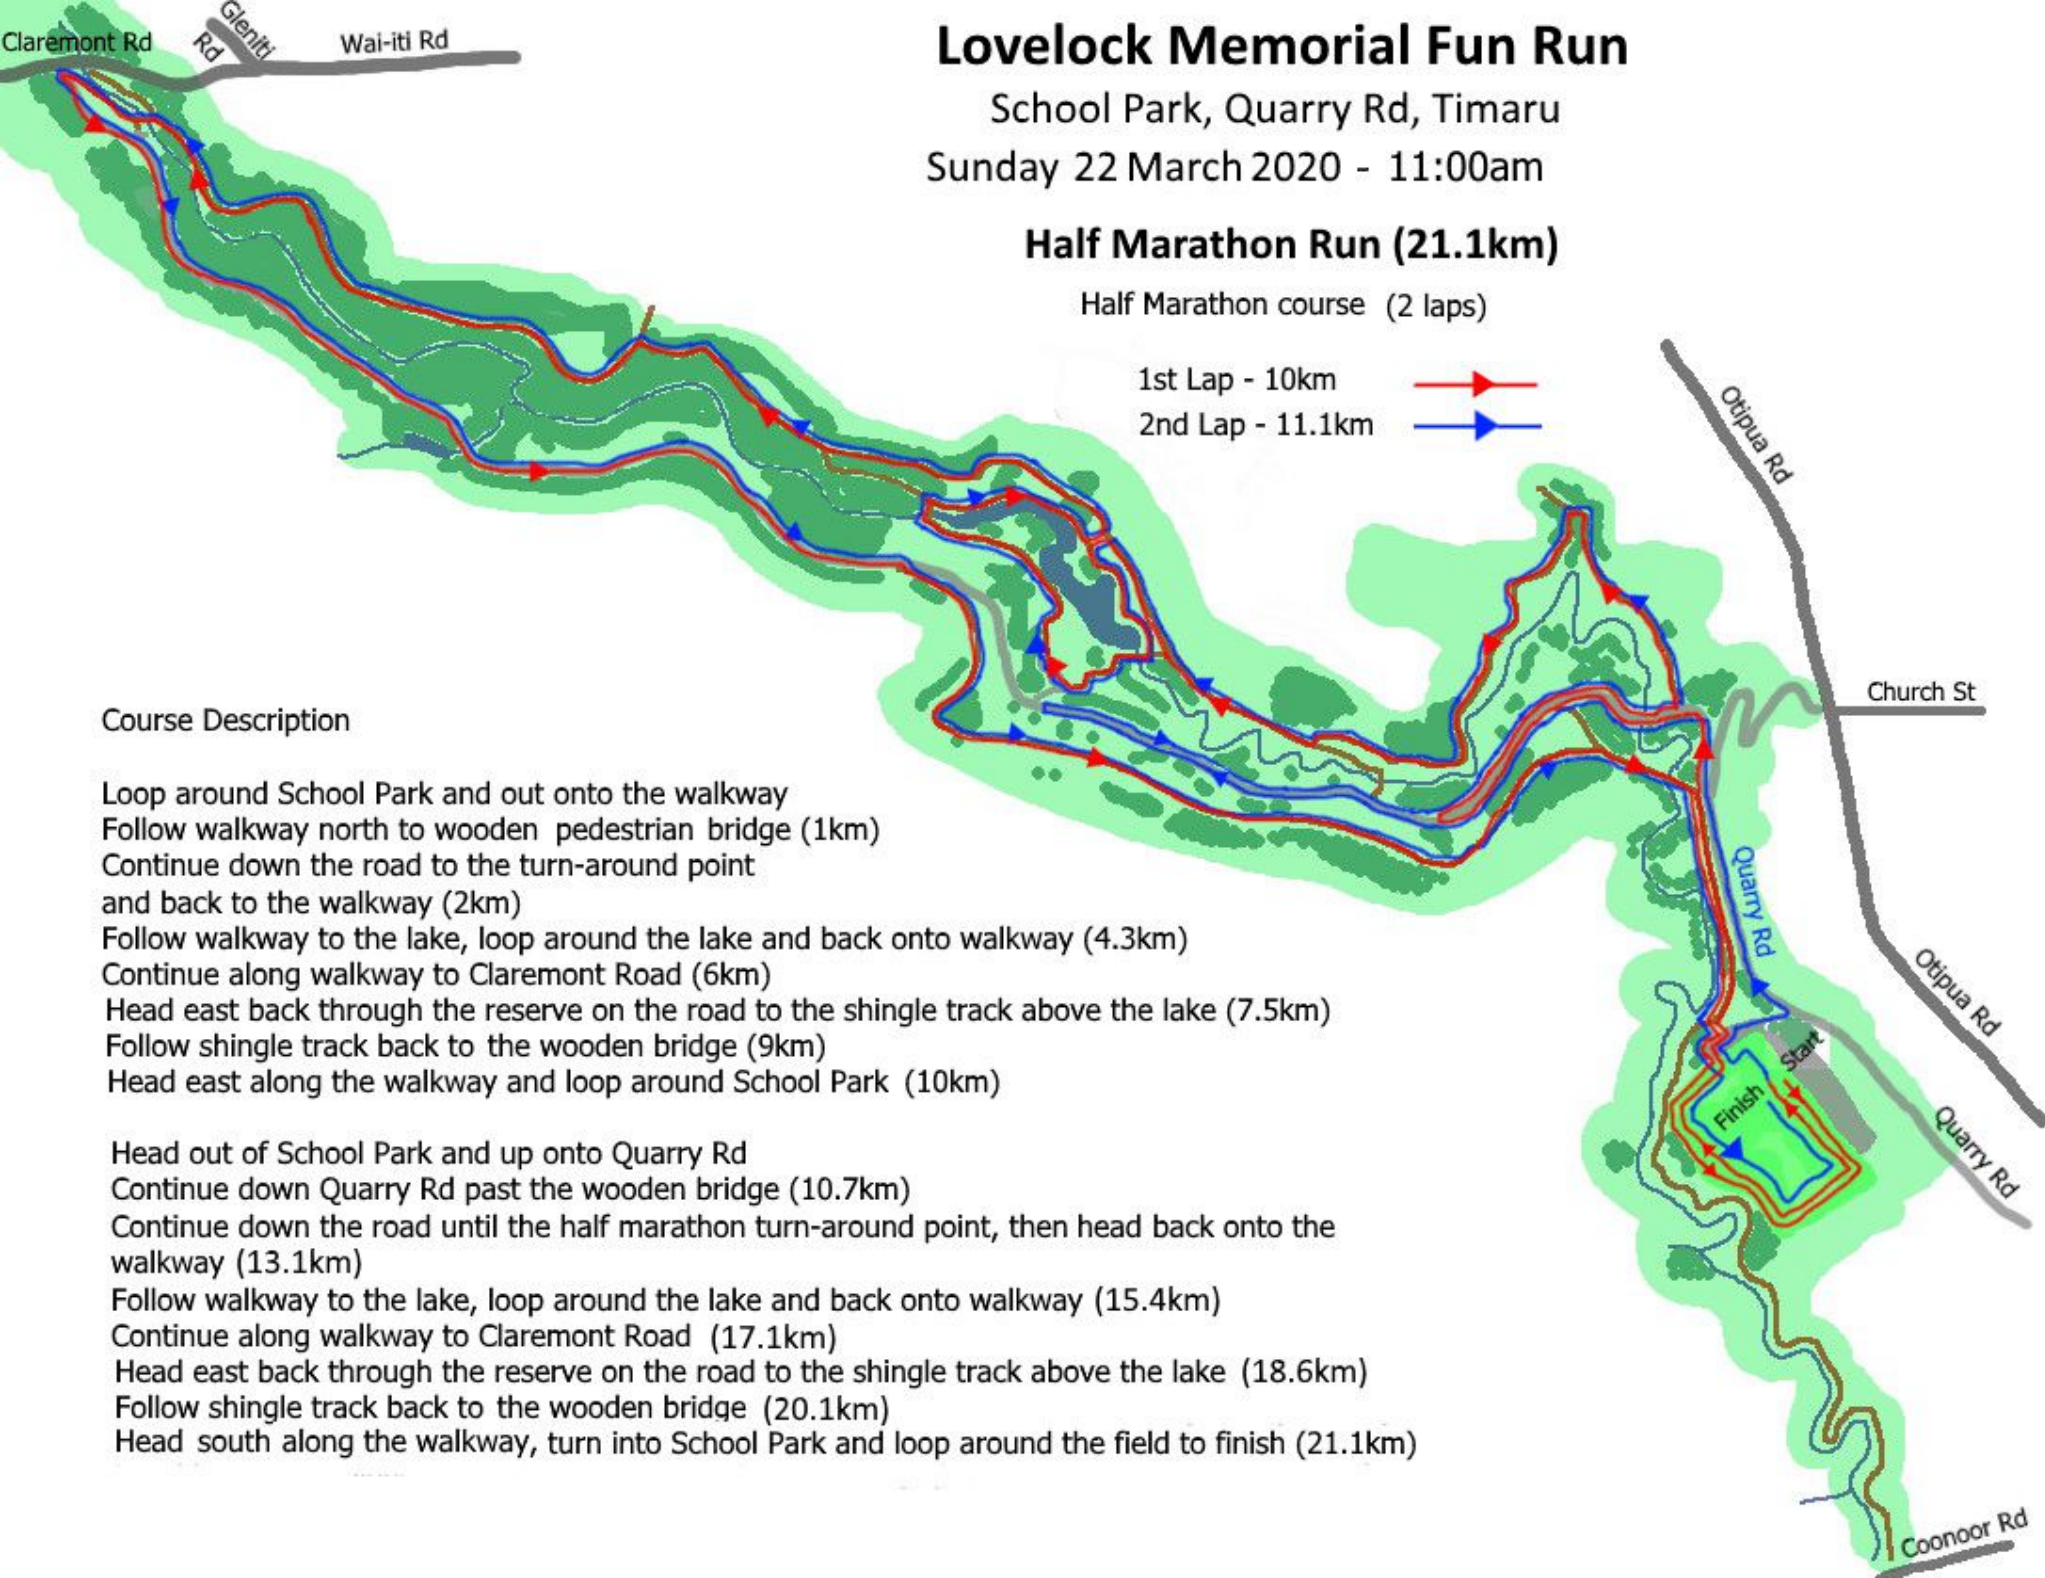 Lovelock Memorial Fun Run
School Park, Quarry Rd, Timaru
Sunday 22 March 2020 - 11:00am
Half Marathon Run (21.1km)
Half Marathon course (2 laps)
1st Lap - 10km
2nd Lap - 11.1km
Claremont Rd
Gleniti
Rd
Wai-iti Rd
Otipua Rd
Church St
Quarry Rd
Otipua Rd
Start
Finish
Quarry Rd
Coonoor Rd
Course Description
Loop around School Park and out onto the walkway
Follow walkway north to wooden pedestrian bridge (1km)
Continue down the road to the turn-around point
and back to the walkway (2km)
Follow walkway to the lake, loop around the lake and back onto walkway (4.3km)
Continue along walkway to Claremont Road (6km)
Head east back through the reserve on the road to the shingle track above the lake (7.5km)
Follow shingle track back to the wooden bridge (9km)
Head east along the walkway and loop around School Park (10km)
Head out of School Park and up onto Quarry Rd
Continue down Quarry Rd past the wooden bridge (10.7km)
Continue down the road until the half marathon turn-around point, then head back onto the
walkway (13.1km)
Follow walkway to the lake, loop around the lake and back onto walkway (15.4km)
Continue along walkway to Claremont Road (17.1km)
Head east back through the reserve on the road to the shingle track above the lake (18.6km)
Follow shingle track back to the wooden bridge (20.1km)
Head south along the walkway, turn into School Park and loop around the field to finish (21.1km)